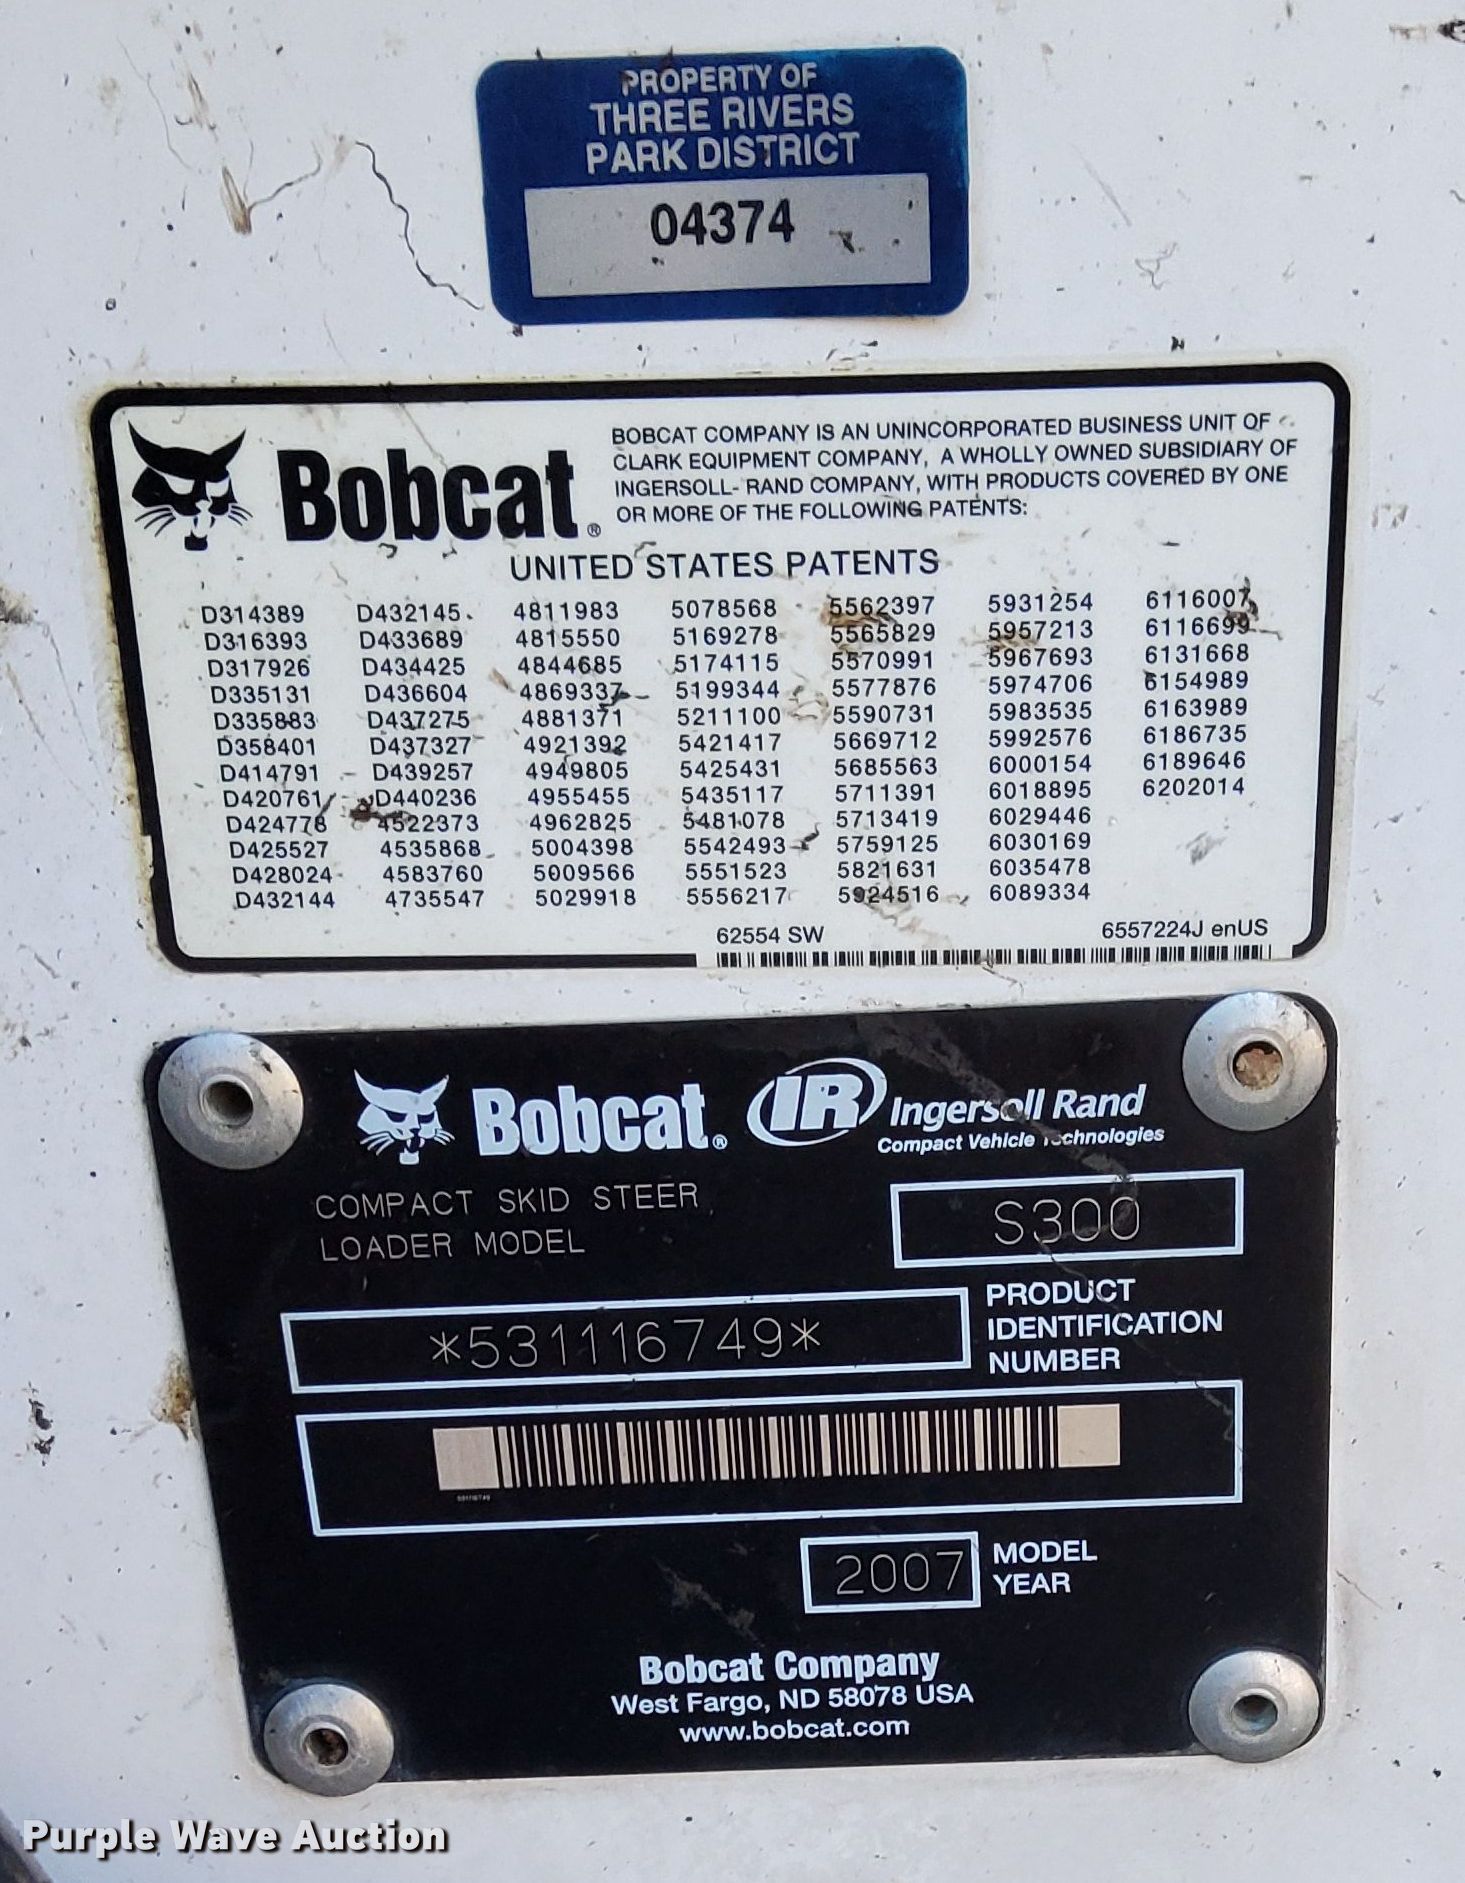 PROPERTY OF
THREE RIVERS
PARK DISTRICT
04374
Bobcat®
BOBCAT COMPANY IS AN UNINCORPORATED BUSINESS UNIT OF
CLARK EQUIPMENT COMPANY, A WHOLLY OWNED SUBSIDIARY OF
INGERSOLL- RAND COMPANY, WITH PRODUCTS COVERED BY ONE
OR MORE OF THE FOLLOWING PATENTS:
UNITED STATES PATENTS
D314389 D432145 4811983 5078568 5562397 5931254 6116007
D316393 D433689 4815550 5169278 5565829 5957213 6116699
D317926 D434425 4844685 5174115 5570991 5967693 6131668
D335131 D436604 4869337 5199344 5577876 5974706 6154989
D335883 D437275 4881371 5211100 5590731 5983535 6163989
D358401 D437327 4921392 5421417 5669712 5992576 6186735
D414791 D439257 4949805 5425431 5685563 6000154 6189646
D420761 D440236 4955455 5435117 5711391 6018895 6202014
D424778 4522373 4962825 5481078 5713419 6029446
D425527 4535868 5004398 5542493 5759125 6030169
D428024 4583760 5009566 5551523 5821631 6035478
D432144 4735547 5029918 5556217 5924516 6089334
62554 SW 6557224J enUS
Bobcat® IR Ingersoll Rand
Compact Vehicle Technologies
COMPACT SKID STEER
LOADER MODEL
S300
*531116749*
PRODUCT
IDENTIFICATION
NUMBER
531116749
2007
MODEL
YEAR
Bobcat Company
West Fargo, ND 58078 USA
www.bobcat.com
Purple Wave Auction